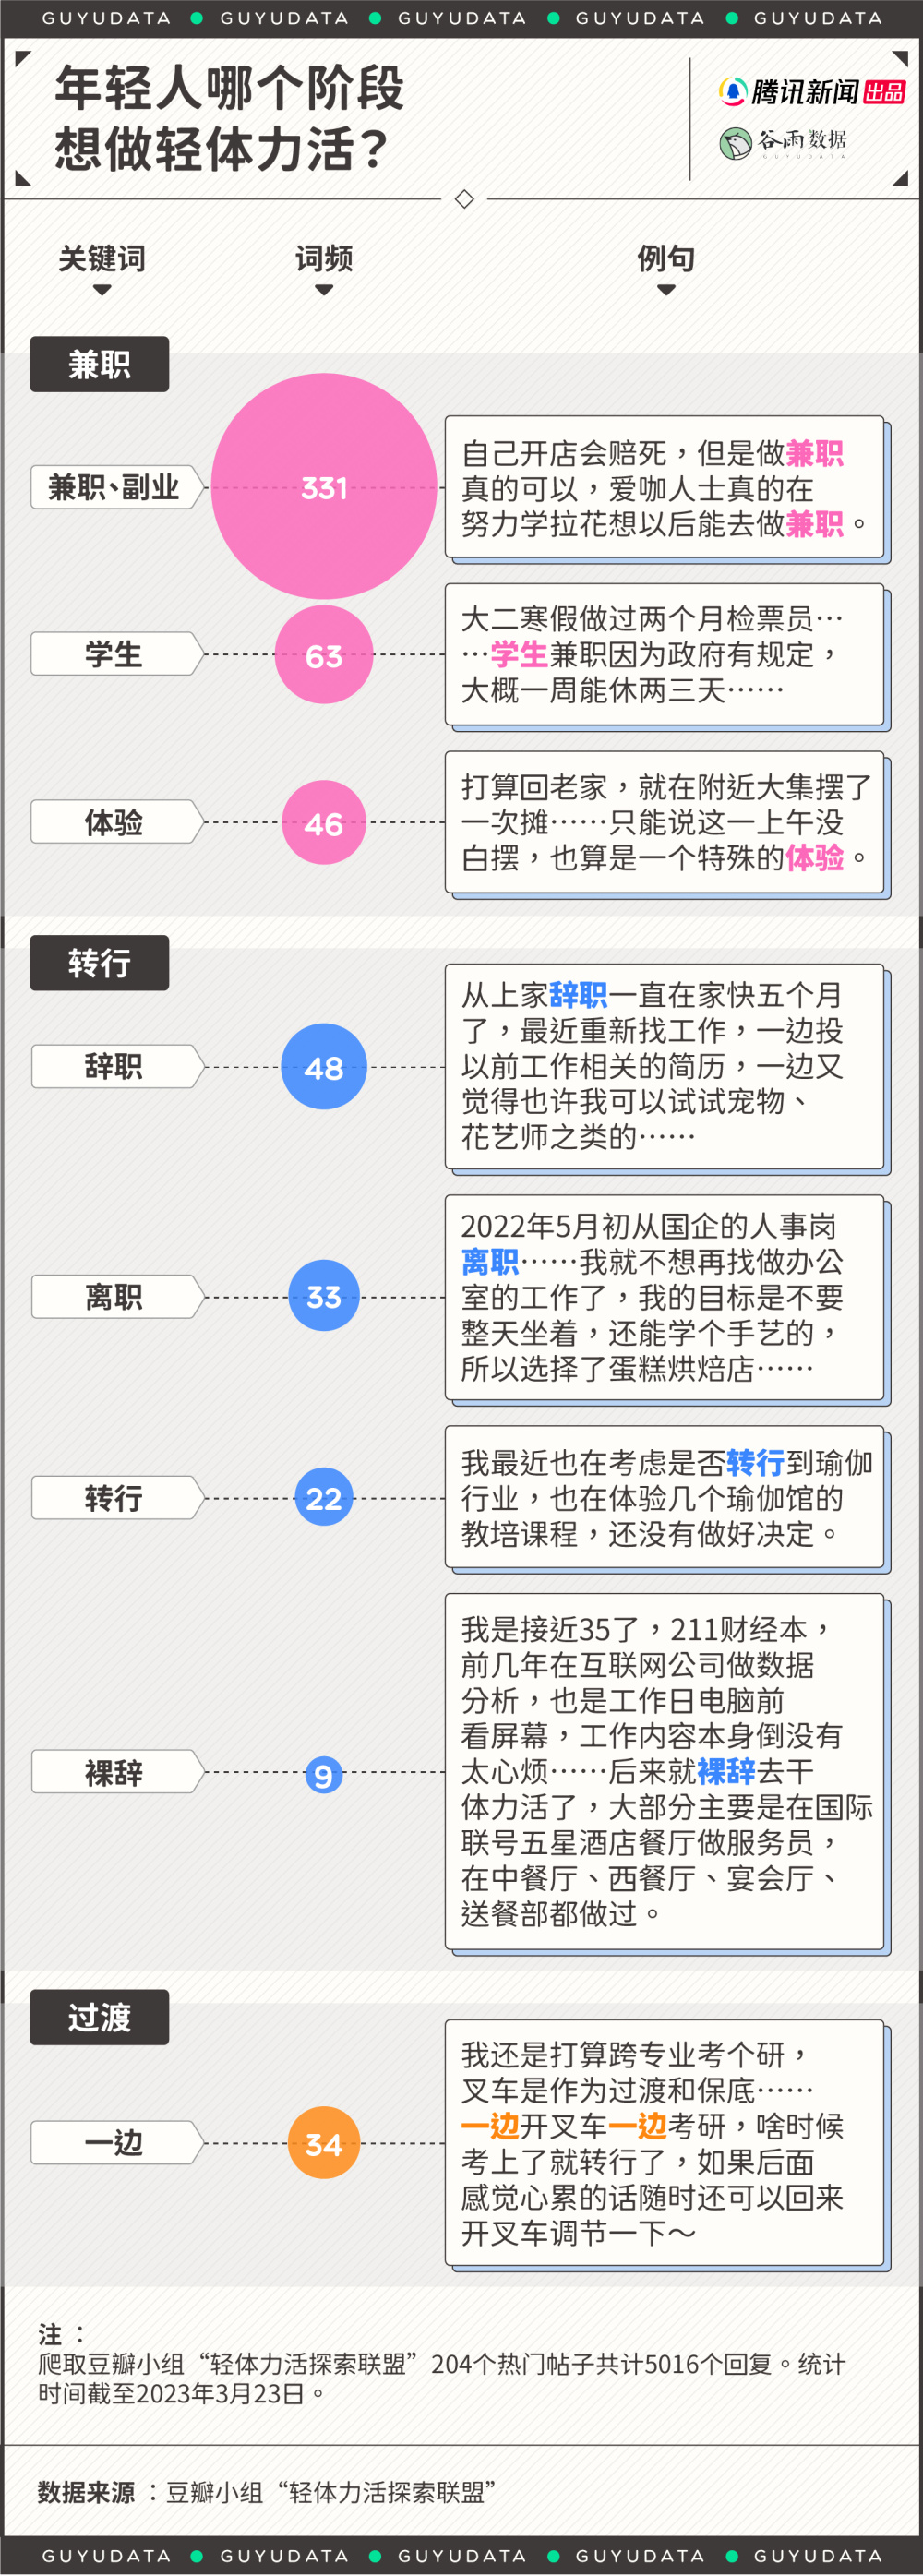 GUYUDATA ● GUYUDATA ● GUYUDATA ● GUYUDATA ● GUYUDATA
年轻人哪个阶段
想做轻体力活？
腾讯新闻 出品
谷雨数据
GUYUDATA
关键词 词频 例句
兼职
兼职、副业
331
自己开店会赔死，但是做兼职
真的可以，爱咖人士真的在
努力学拉花想以后能去做兼职。
学生
63
大二寒假做过两个月检票员…
…学生兼职因为政府有规定，
大概一周能休两三天……
体验
46
打算回老家，就在附近大集摆了
一次摊……只能说这一上午没
白摆，也算是一个特殊的体验。
转行
辞职
48
从上家辞职一直在家快五个月
了，最近重新找工作，一边投
以前工作相关的简历，一边又
觉得也许我可以试试宠物、
花艺师之类的……
离职
33
2022年5月初从国企的人事岗
离职……我就不想再找做办公
室的工作了，我的目标是不要
整天坐着，还能学个手艺的，
所以选择了蛋糕烘焙店……
转行
22
我最近也在考虑是否转行到瑜伽
行业，也在体验几个瑜伽馆的
教培课程，还没有做好决定。
裸辞
9
我是接近35了，211财经本，
前几年在互联网公司做数据
分析，也是工作日电脑前
看屏幕，工作内容本身倒没有
太心烦……后来就裸辞去干
体力活了，大部分主要是在国际
联号五星酒店餐厅做服务员，
在中餐厅、西餐厅、宴会厅、
送餐部都做过。
过渡
一边
34
我还是打算跨专业考个研，
叉车是作为过渡和保底……
一边开叉车一边考研，啥时候
考上了就转行了，如果后面
感觉心累的话随时还可以回来
开叉车调节一下～
注：
爬取豆瓣小组“轻体力活探索联盟”204个热门帖子共计5016个回复。统计
时间截至2023年3月23日。
数据来源：豆瓣小组“轻体力活探索联盟”
GUYUDATA ● GUYUDATA ● GUYUDATA ● GUYUDATA ● GUYUDATA